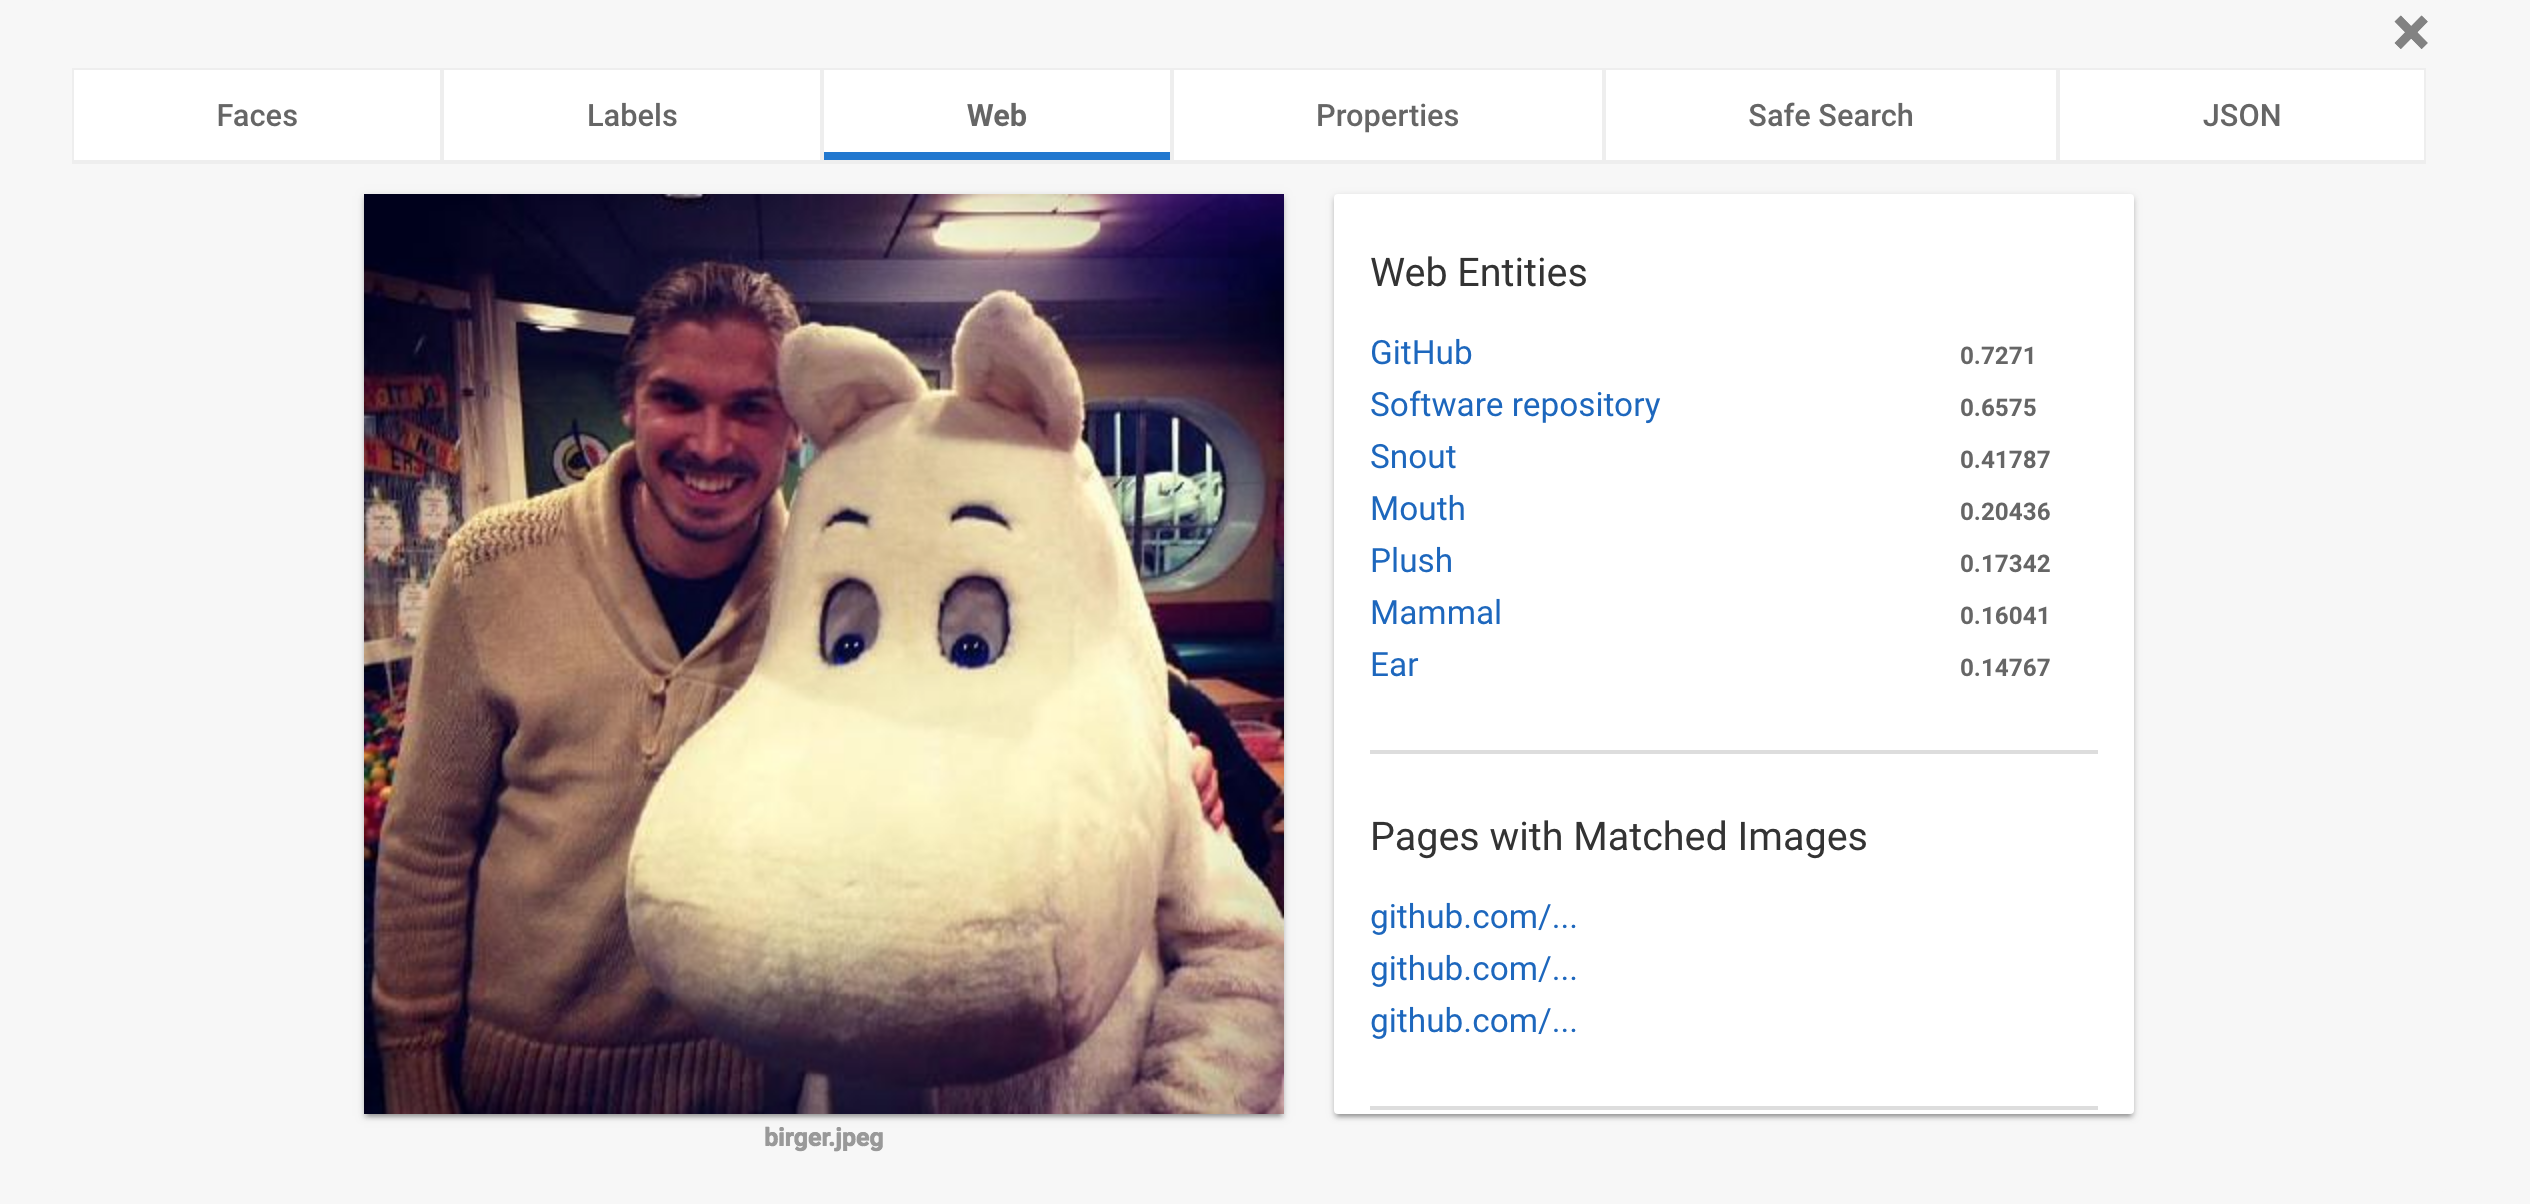 Faces
Labels
Web
Properties
Safe Search
JSON
Web Entities
GitHub 0.7271
Software repository 0.6575
Snout 0.41787
Mouth 0.20436
Plush 0.17342
Mammal 0.16041
Ear 0.14767
Pages with Matched Images
github.com/...
github.com/...
github.com/...
birger.jpeg